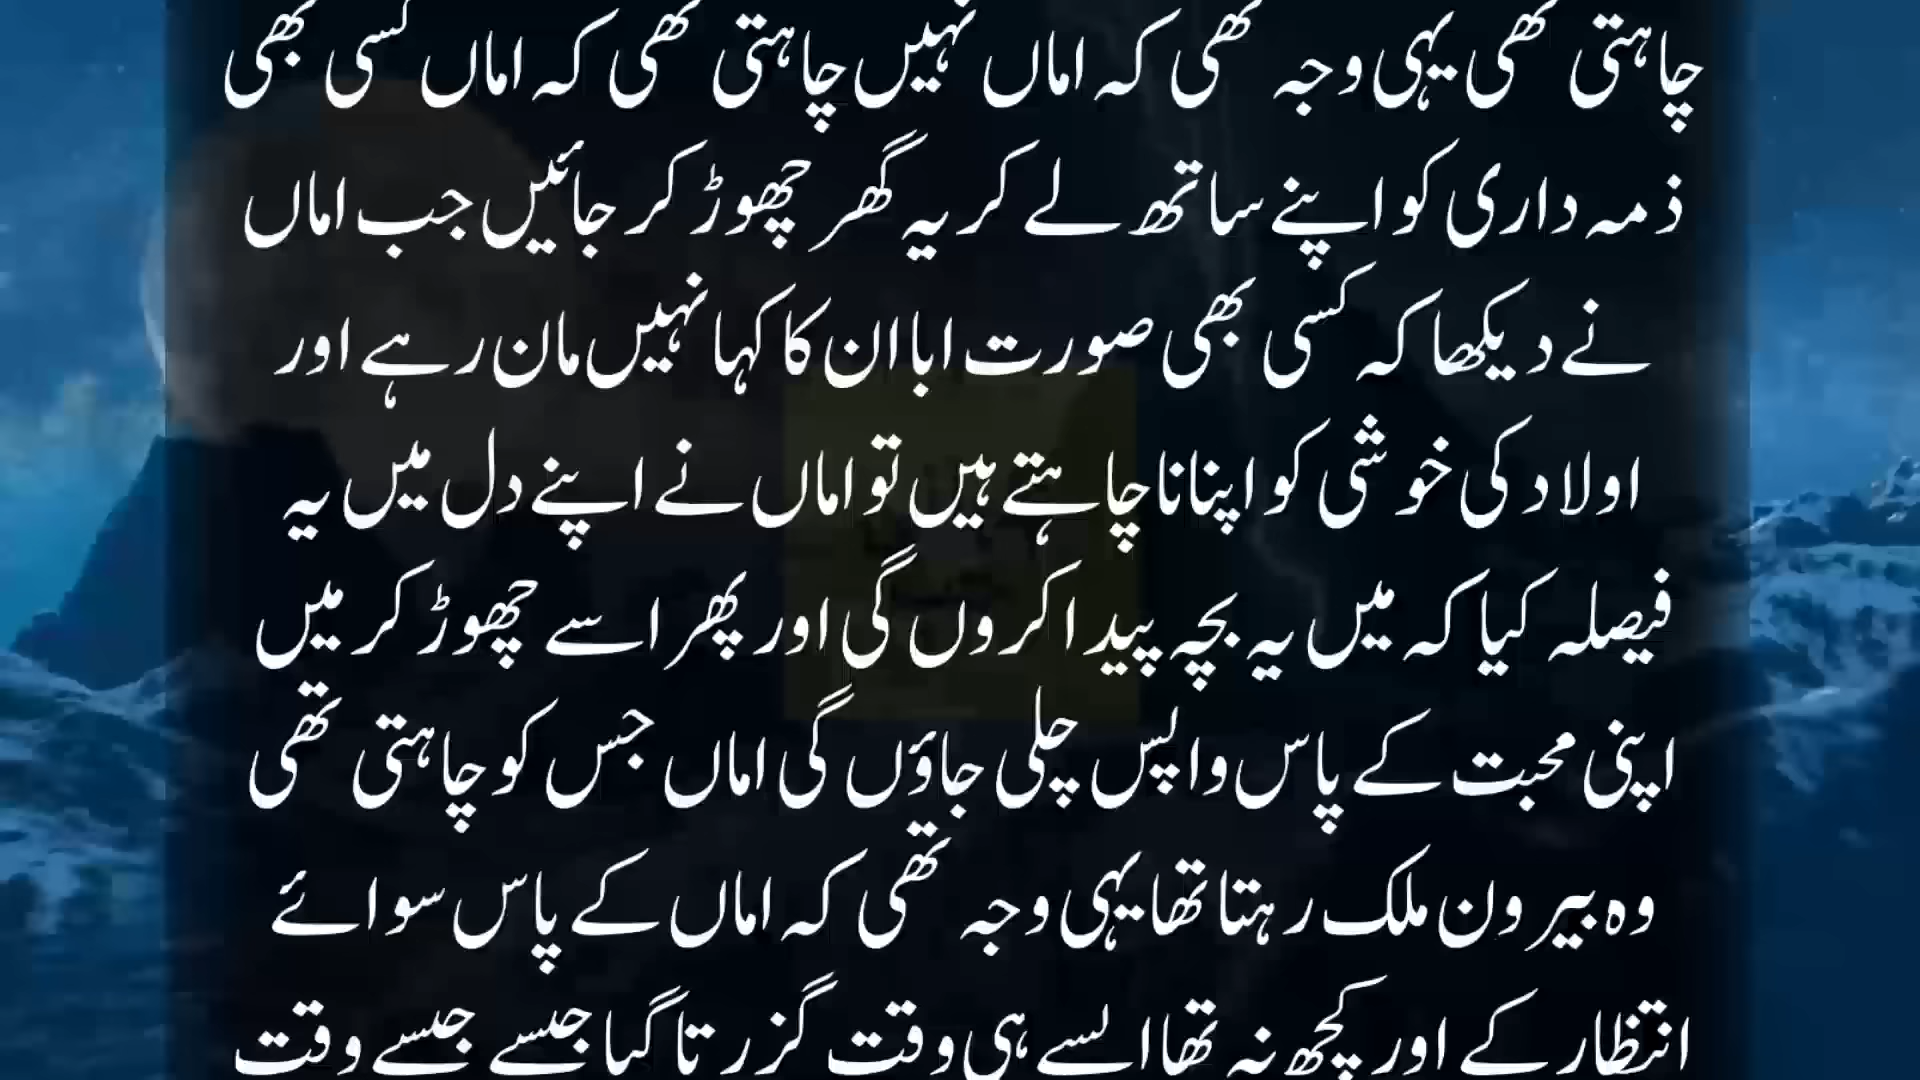 چاہتی تھی یہی وجہ تھی کہ اماں نہیں چاہتی تھی کہ اماں کسی بھی
ذمہ داری کو اپنے ساتھ لے کر یہ گھر چھوڑ کر جائیں جب اماں
نے دیکھا کہ کسی بھی صورت ابا ان کا کہا نہیں مان رہے اور
اولاد کی خوشی کو اپنانا چاہتے ہیں تو اماں نے اپنے دل میں یہ
فیصلہ کیا کہ میں یہ بچہ پیدا کروں گی اور پھر اسے چھوڑ کر میں
اپنی محبت کے پاس واپس چلی جاؤں گی اماں جس کو چاہتی تھی
وہ بیرون ملک رہتا تھا یہی وجہ تھی کہ اماں کے پاس سوائے
انتظار کے اور کچھ نہ تھا ایسے ہی وقت گزرتا گیا جیسے جیسے وقت